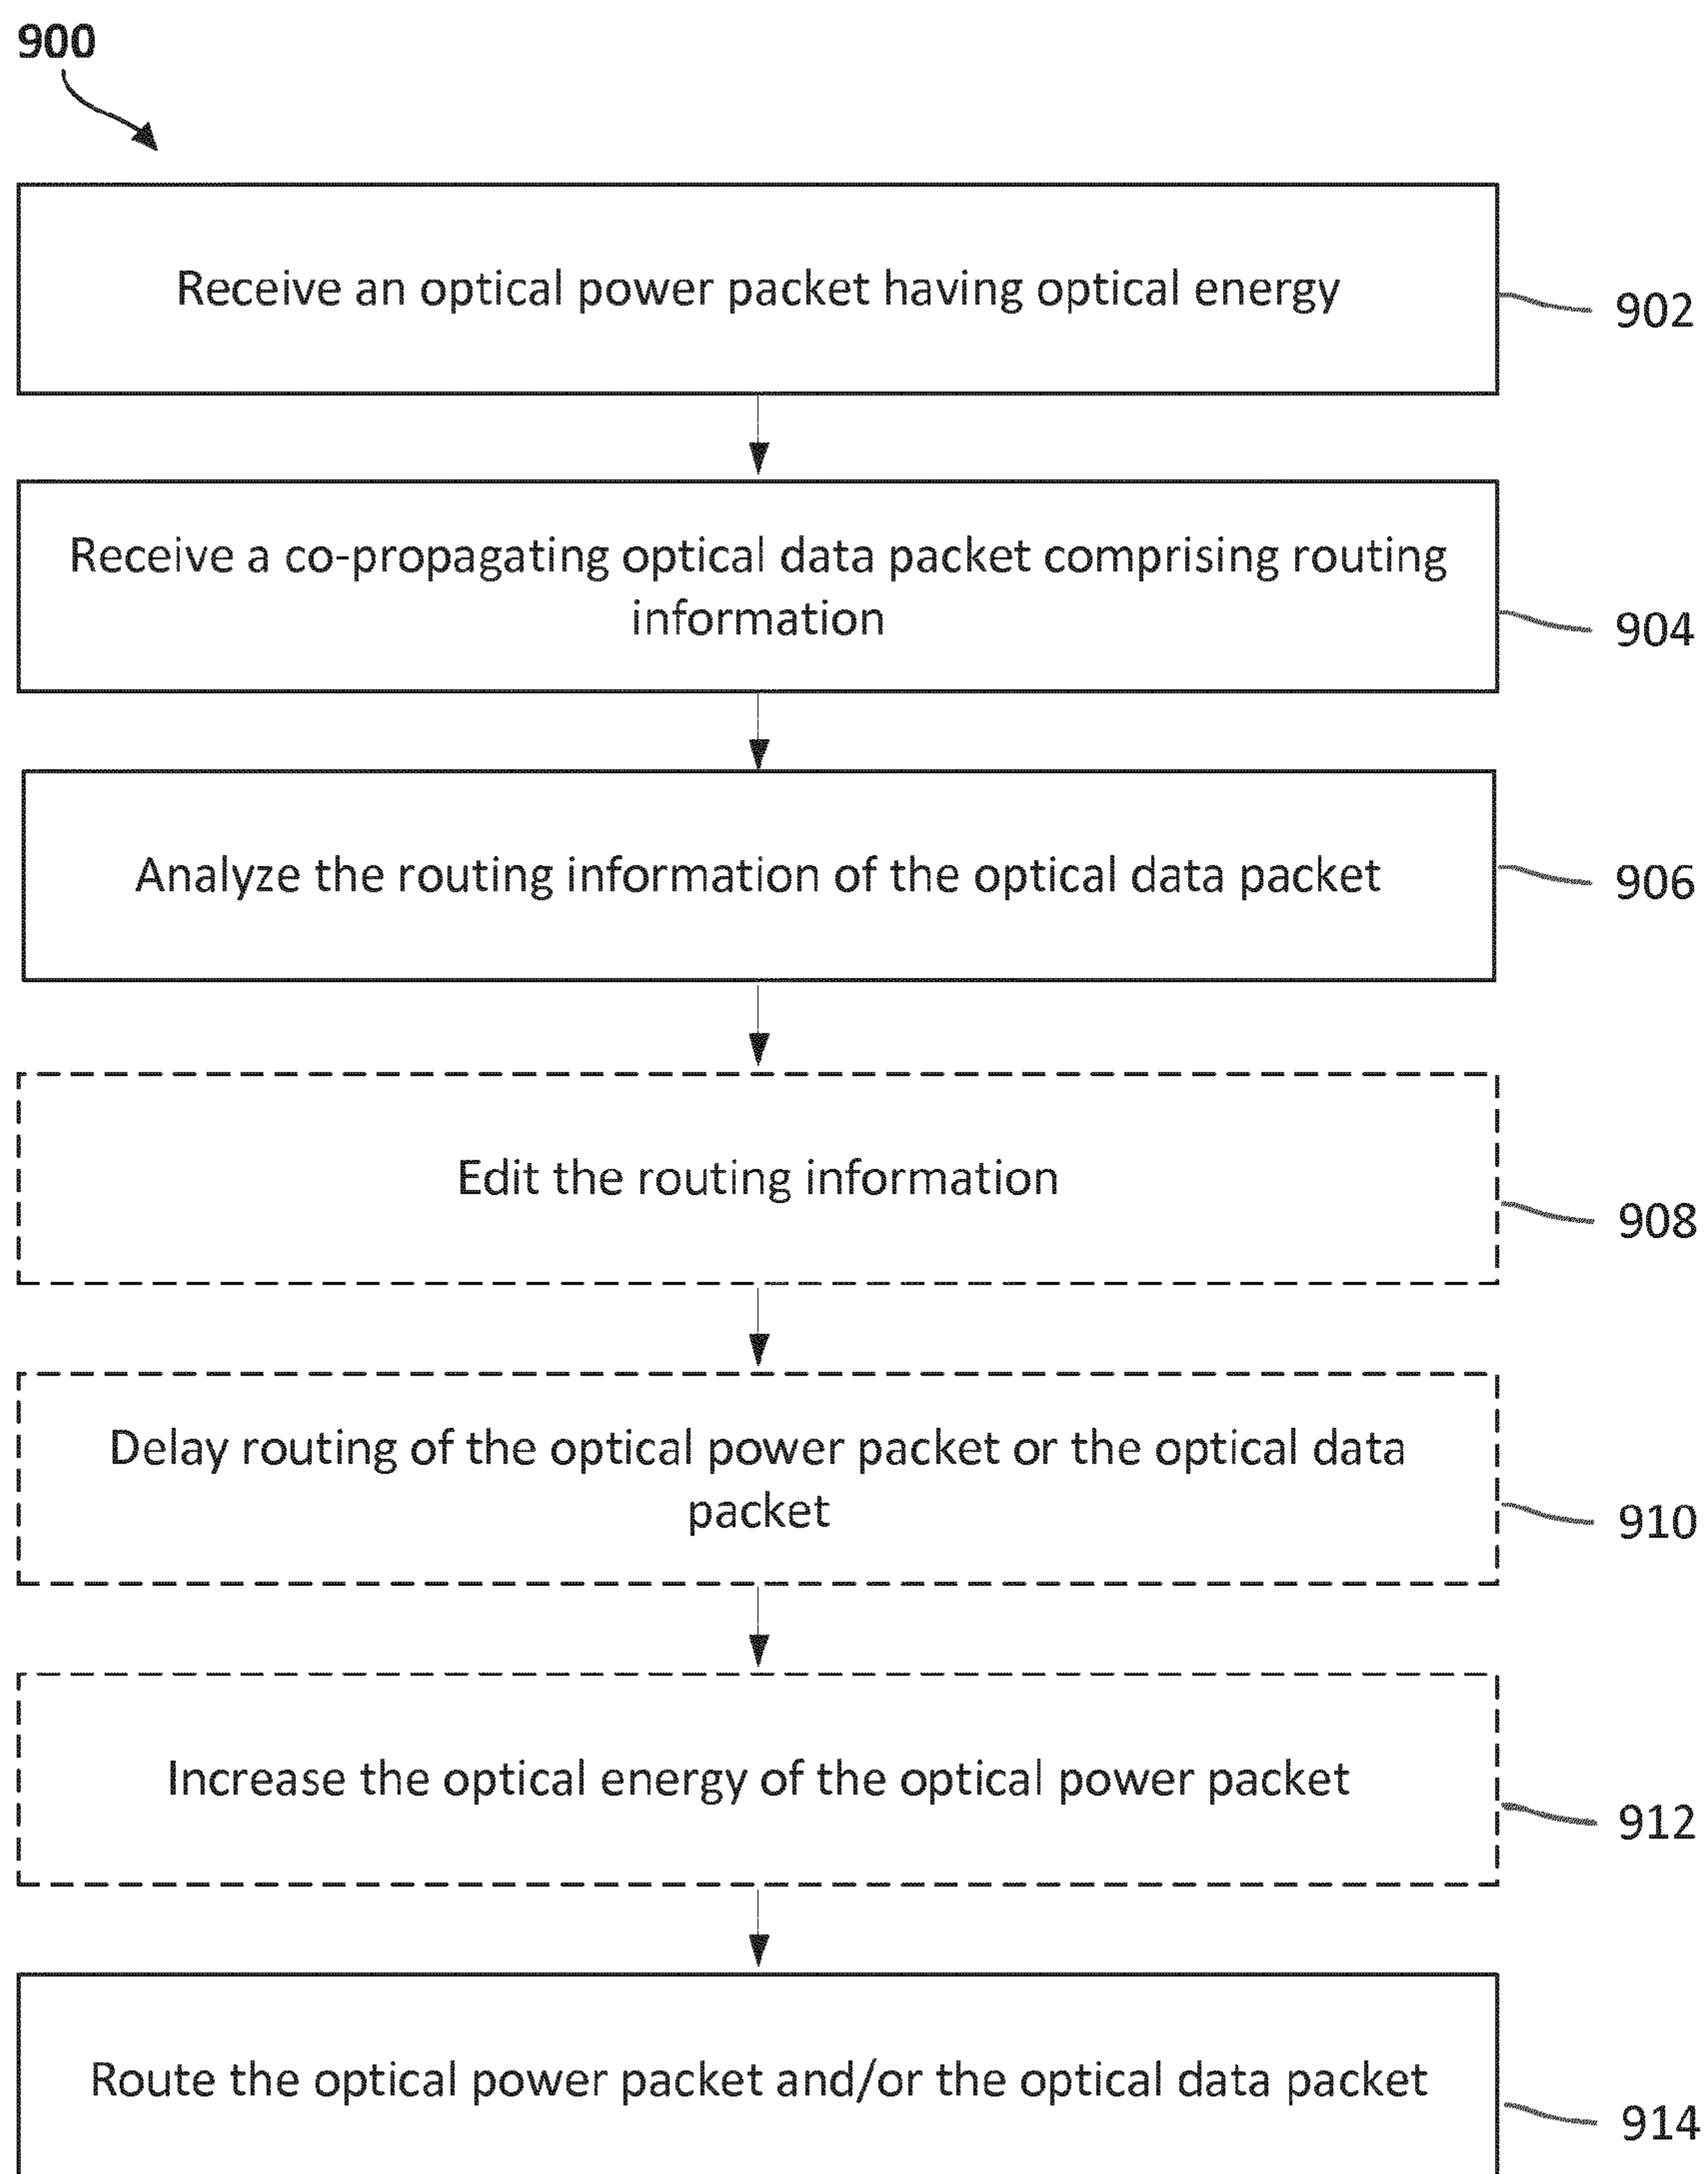 900
Receive an optical power packet having optical energy
902
Receive a co-propagating optical data packet comprising routing
information
904
Analyze the routing information of the optical data packet
906
Edit the routing information
908
Delay routing of the optical power packet or the optical data
packet
910
Increase the optical energy of the optical power packet
912
Route the optical power packet and/or the optical data packet
914